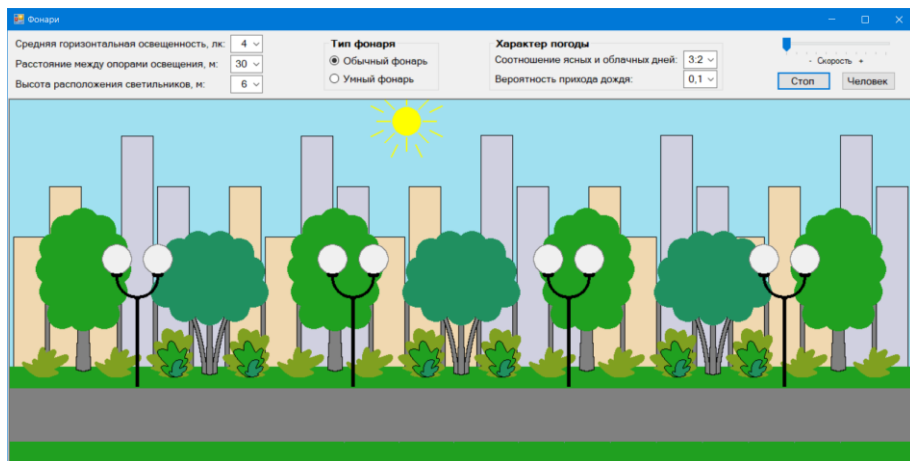 Фонари
Средняя горизонтальная освещенность, лк: 4
Расстояние между опорами освещения, м: 30
Высота расположения светильников, м: 6
Тип фонаря
Обычный фонарь
Умный фонарь
Характер погоды
Соотношение ясных и облачных дней: 3:2
Вероятность прихода дождя: 0,1
- Скорость +
Стоп Человек